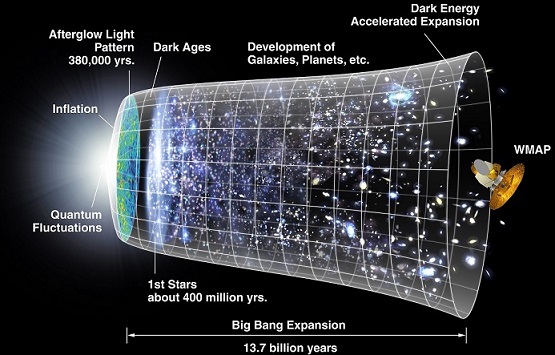 Dark Energy
Accelerated Expansion
Afterglow Light
Pattern
380,000 yrs.
Dark Ages
Development of
Galaxies, Planets, etc.
Inflation
WMAP
Quantum
Fluctuations
1st Stars
about 400 million yrs.
Big Bang Expansion
13.7 billion years